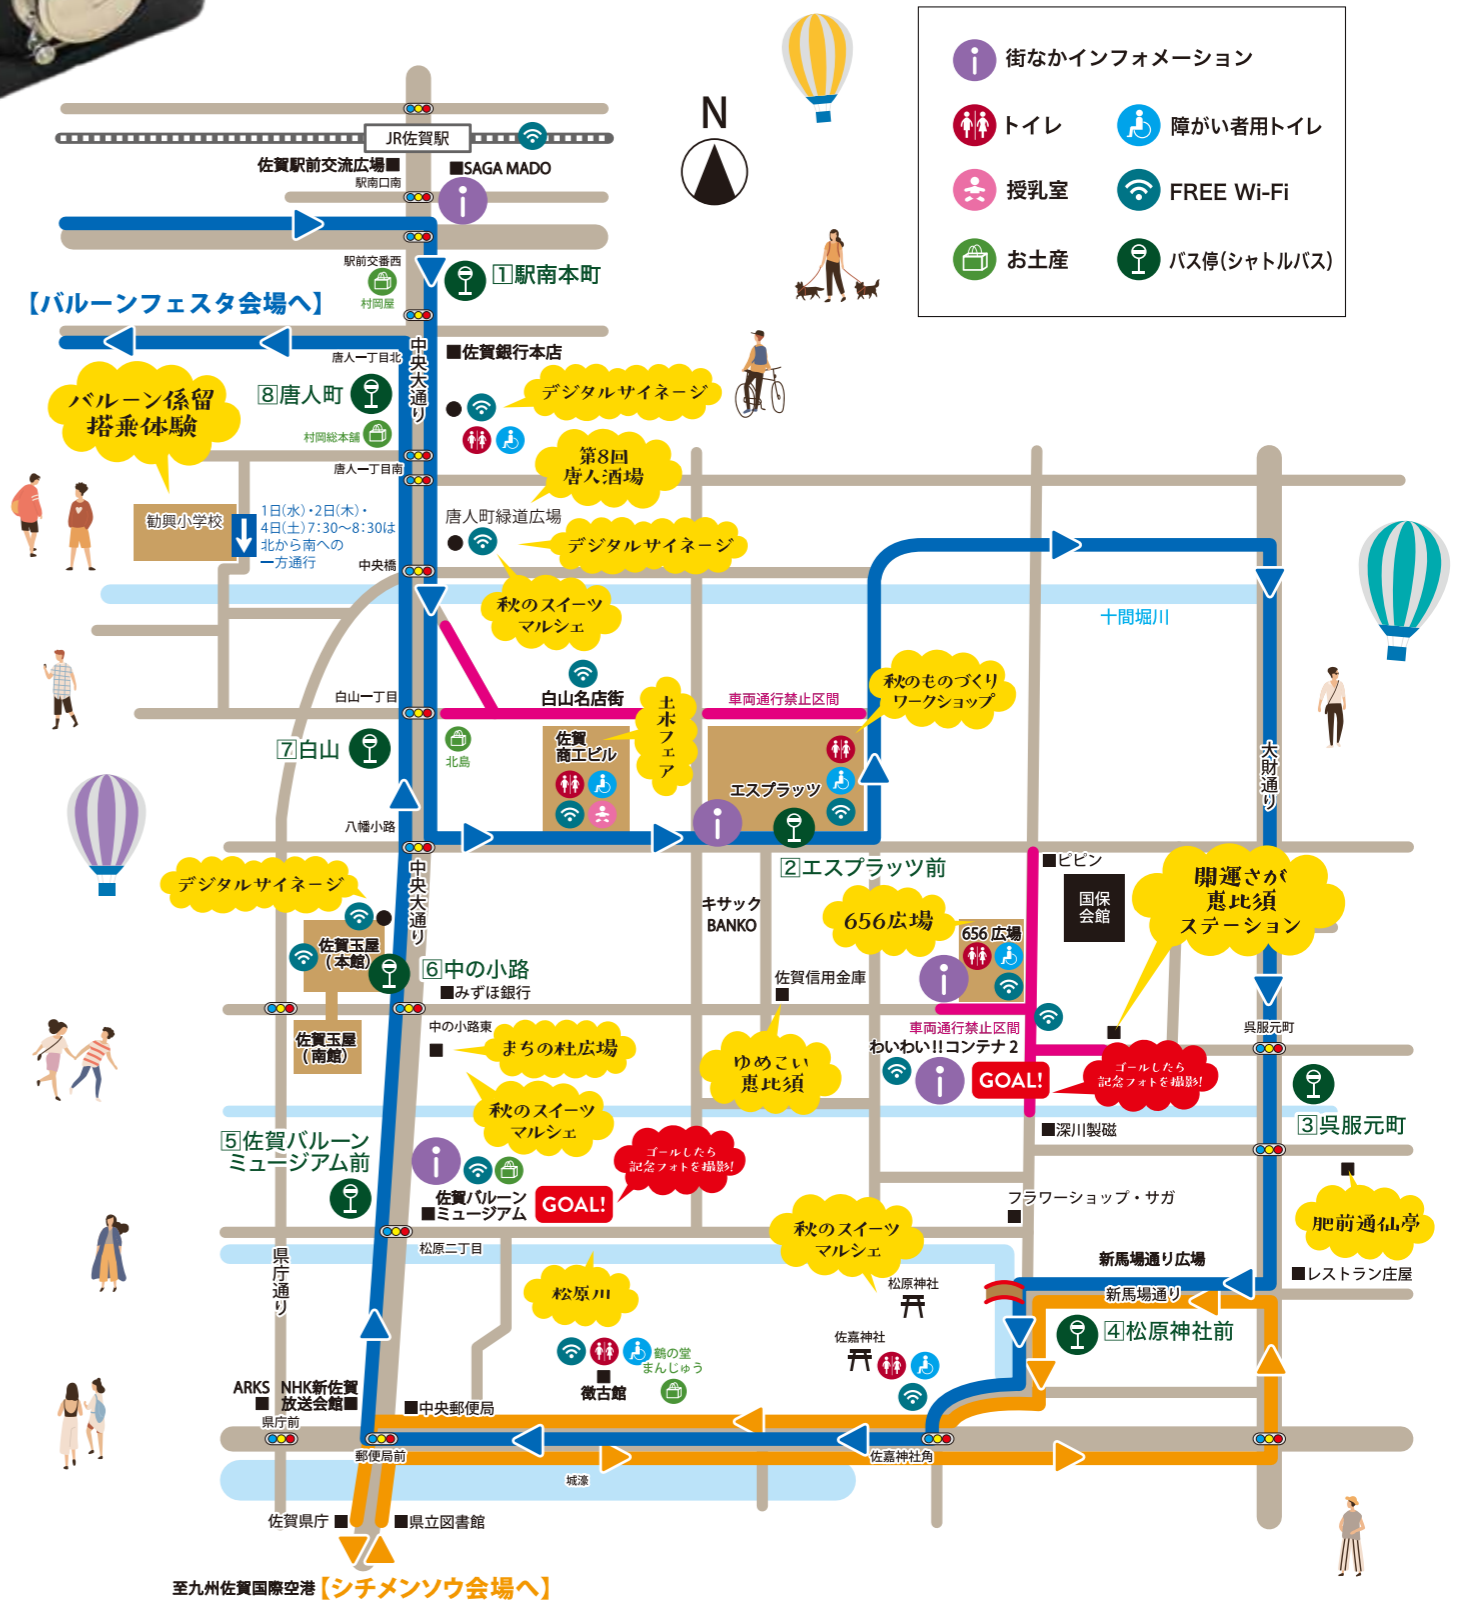 街なかインフォメーション
トイレ
障がい者用トイレ
授乳室
FREE Wi-Fi
お土産
バス停(シャトルバス)
N
JR佐賀駅
佐賀駅前交流広場■
■SAGA MADO
駅南口南
駅前交番西
村岡屋
1駅南本町
【バルーンフェスタ会場へ】
唐人一丁目北
中央大通り
■佐賀銀行本店
バルーン係留
搭乗体験
8唐人町
デジタルサイネージ
村岡総本舗
唐人一丁目南
第8回
唐人酒場
勧興小学校
1日(水)・2日(木)・
4日(土)7:30～8:30は
北から南への
一方通行
唐人町緑道広場
デジタルサイネージ
中央橋
秋のスイーツ
マルシェ
十間堀川
白山一丁目
白山名店街
土木フェア
車両通行禁止区間
秋のものづくり
ワークショップ
7白山
北島
佐賀
商工ビル
エスプラッツ
大財通り
八幡小路
2エスプラッツ前
中央大通り
デジタルサイネージ
佐賀玉屋
(本館)
キサック
BANKO
656広場
656 広場
■ピピン
国保
会館
開運さが
恵比須
ステーション
6中の小路
■みずほ銀行
佐賀信用金庫
佐賀玉屋
(南館)
中の小路東
まちの杜広場
ゆめこい
恵比須
車両通行禁止区間
わいわい!!コンテナ2
GOAL!
ゴールしたら
記念フォトを撮影!
呉服元町
3呉服元町
秋のスイーツ
マルシェ
■深川製磁
5佐賀バルーン
ミュージアム前
佐賀バルーン
■ミュージアム
GOAL!
ゴールしたら
記念フォトを撮影!
フラワーショップ・サガ
肥前通仙亭
松原二丁目
県庁通り
秋のスイーツ
マルシェ
松原川
松原神社
新馬場通り広場
新馬場通り
■レストラン庄屋
佐嘉神社
4松原神社前
鶴の堂
まんじゅう
徴古館
ARKS
NHK新佐賀
放送会館■
県庁前
■中央郵便局
郵便局前
佐嘉神社角
城濠
佐賀県庁■
■県立図書館
至九州佐賀国際空港【シチメンソウ会場へ】